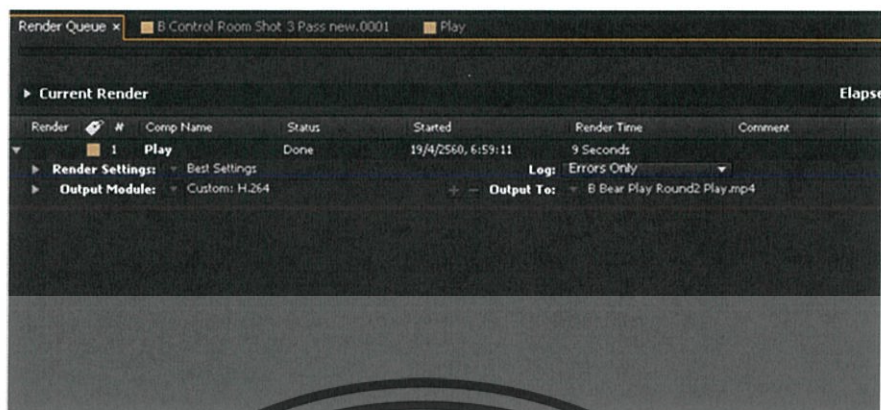 Render Queue × B Control Room Shot 3 Pass new.0001 Play
Current Render Elapse
Render # Comp Name Status Started Render Time Comment
1 Play Done 19/4/2560, 6:59:11 9 Seconds
Render Settings: Best Settings Log: Errors Only
Output Module: Custom: H.264 + - Output To: B Bear Play Round2 Play.mp4